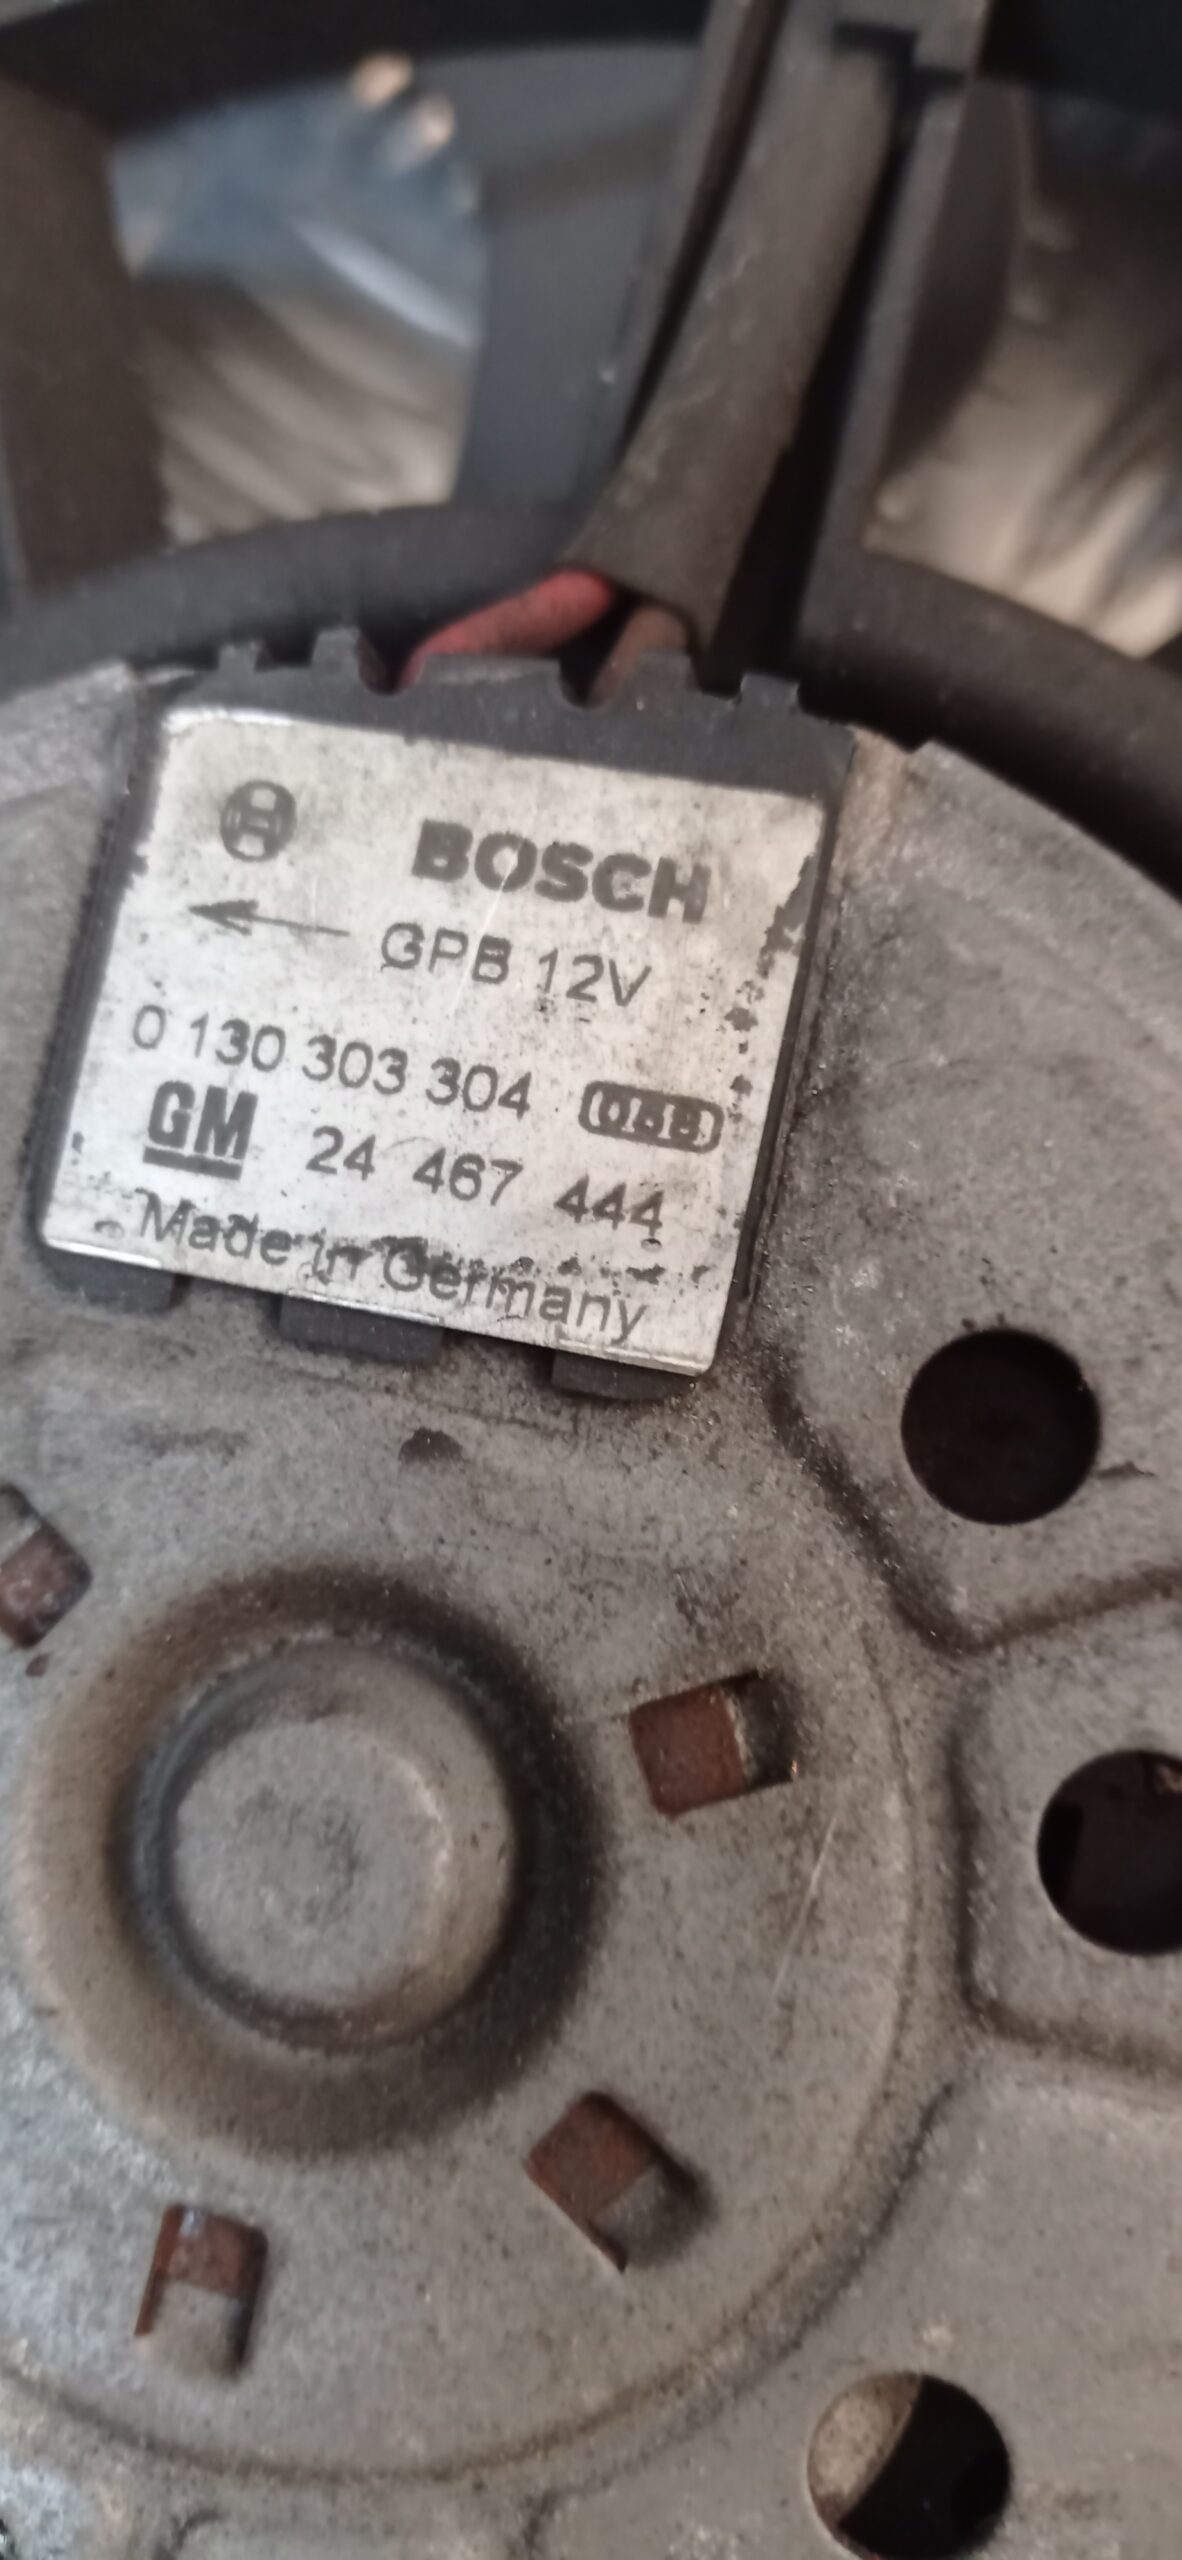 BOSCH
GPB 12V
0 130 303 304
GM 24 467 444
Made in Germany